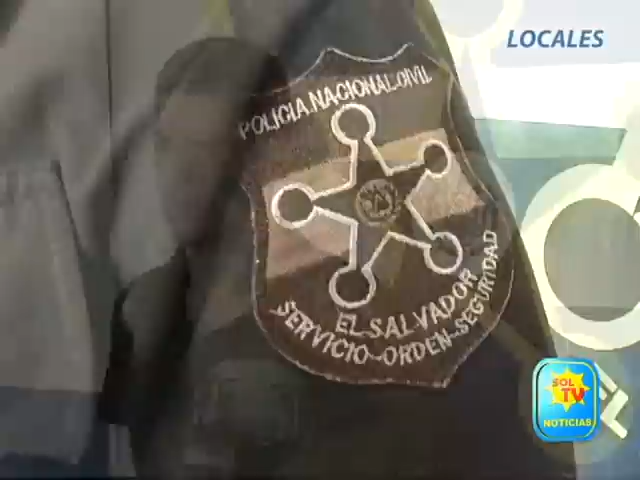 LOCALES
POLICIA NACIONAL CIVIL
EL SALVADOR
SERVICIO-ORDEN-SEGURIDAD
SOL
TV
NOTICIAS